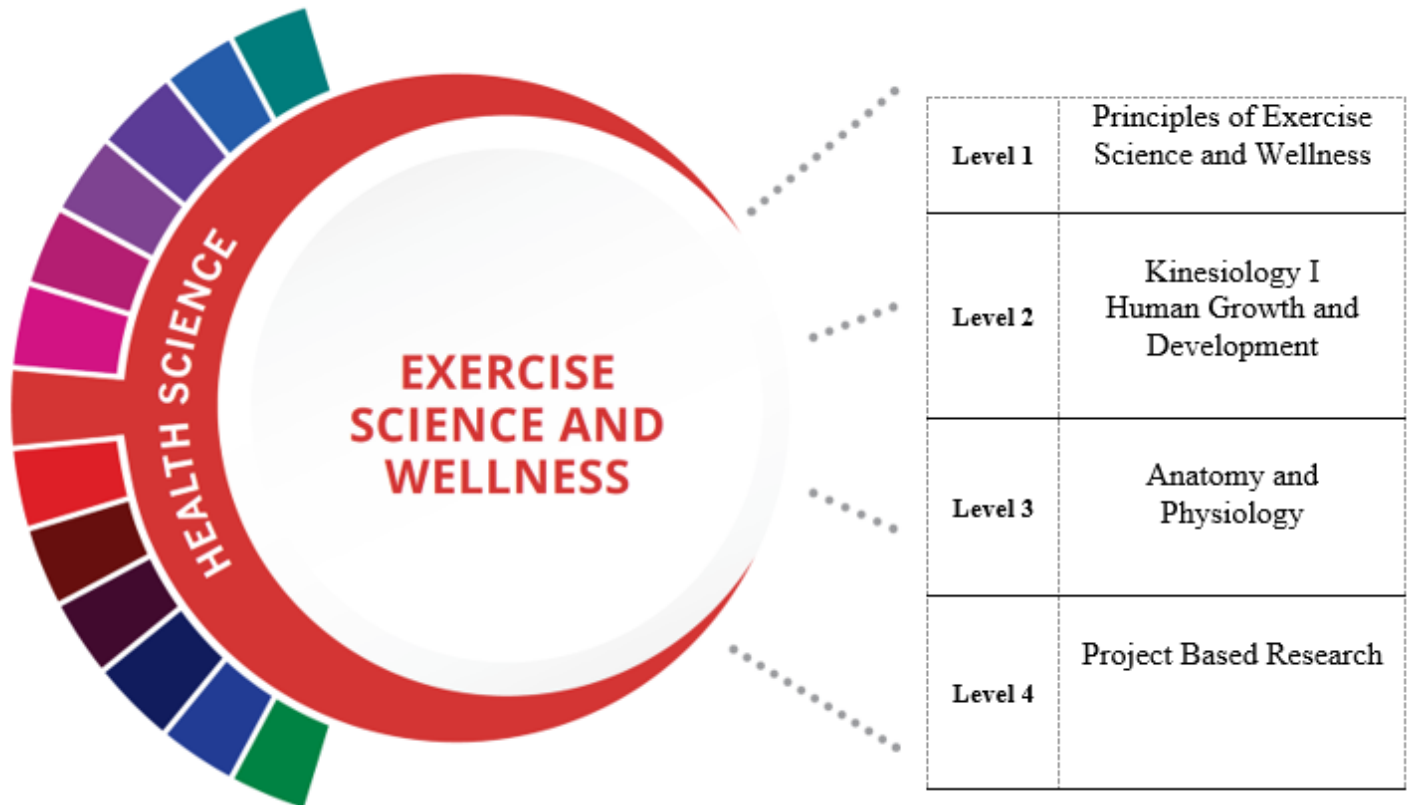 HEALTH SCIENCE
EXERCISE
SCIENCE AND
WELLNESS
Level 1
Principles of Exercise
Science and Wellness
Level 2
Kinesiology I
Human Growth and
Development
Level 3
Anatomy and
Physiology
Level 4
Project Based Research